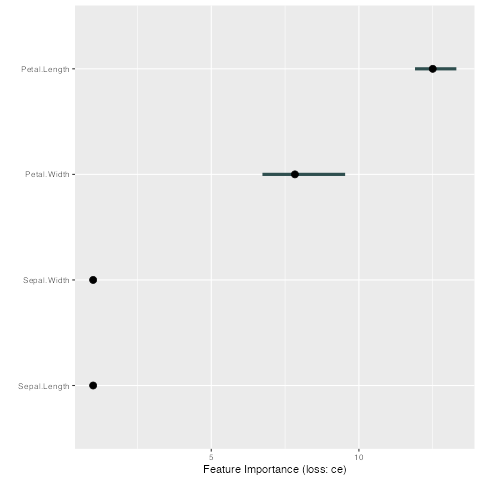 Petal.Length
Petal.Width
Sepal.Width
Sepal.Length
5 10
Feature Importance (loss: ce)